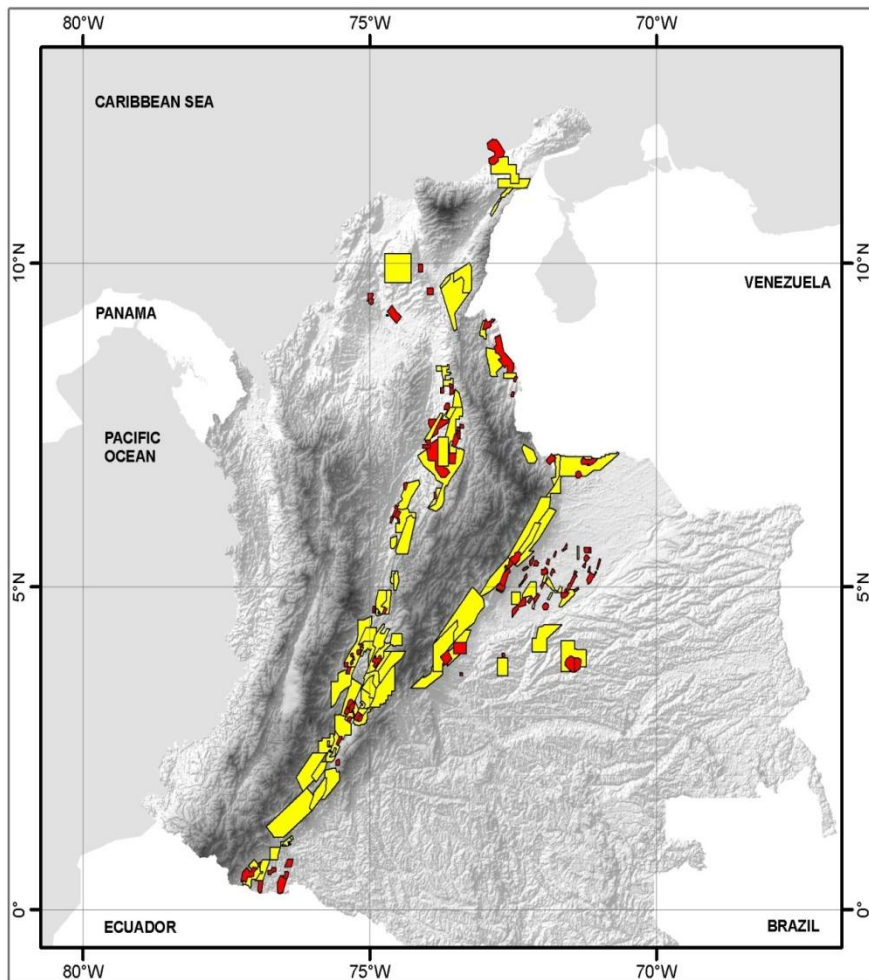 80°W 75°W 70°W
CARIBBEAN SEA
10°N 10°N
VENEZUELA
PANAMA
PACIFIC
OCEAN
5°N 5°N
0° 0°
ECUADOR BRAZIL
80°W 75°W 70°W